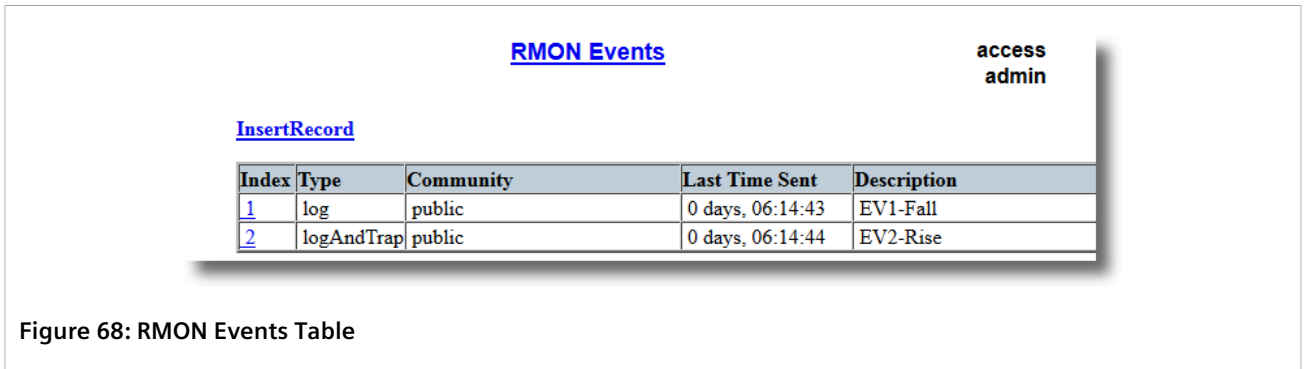 RMON Events
access
admin
InsertRecord
Index Type Community Last Time Sent Description
1 log public 0 days, 06:14:43 EV1-Fall
2 logAndTrap public 0 days, 06:14:44 EV2-Rise
Figure 68: RMON Events Table